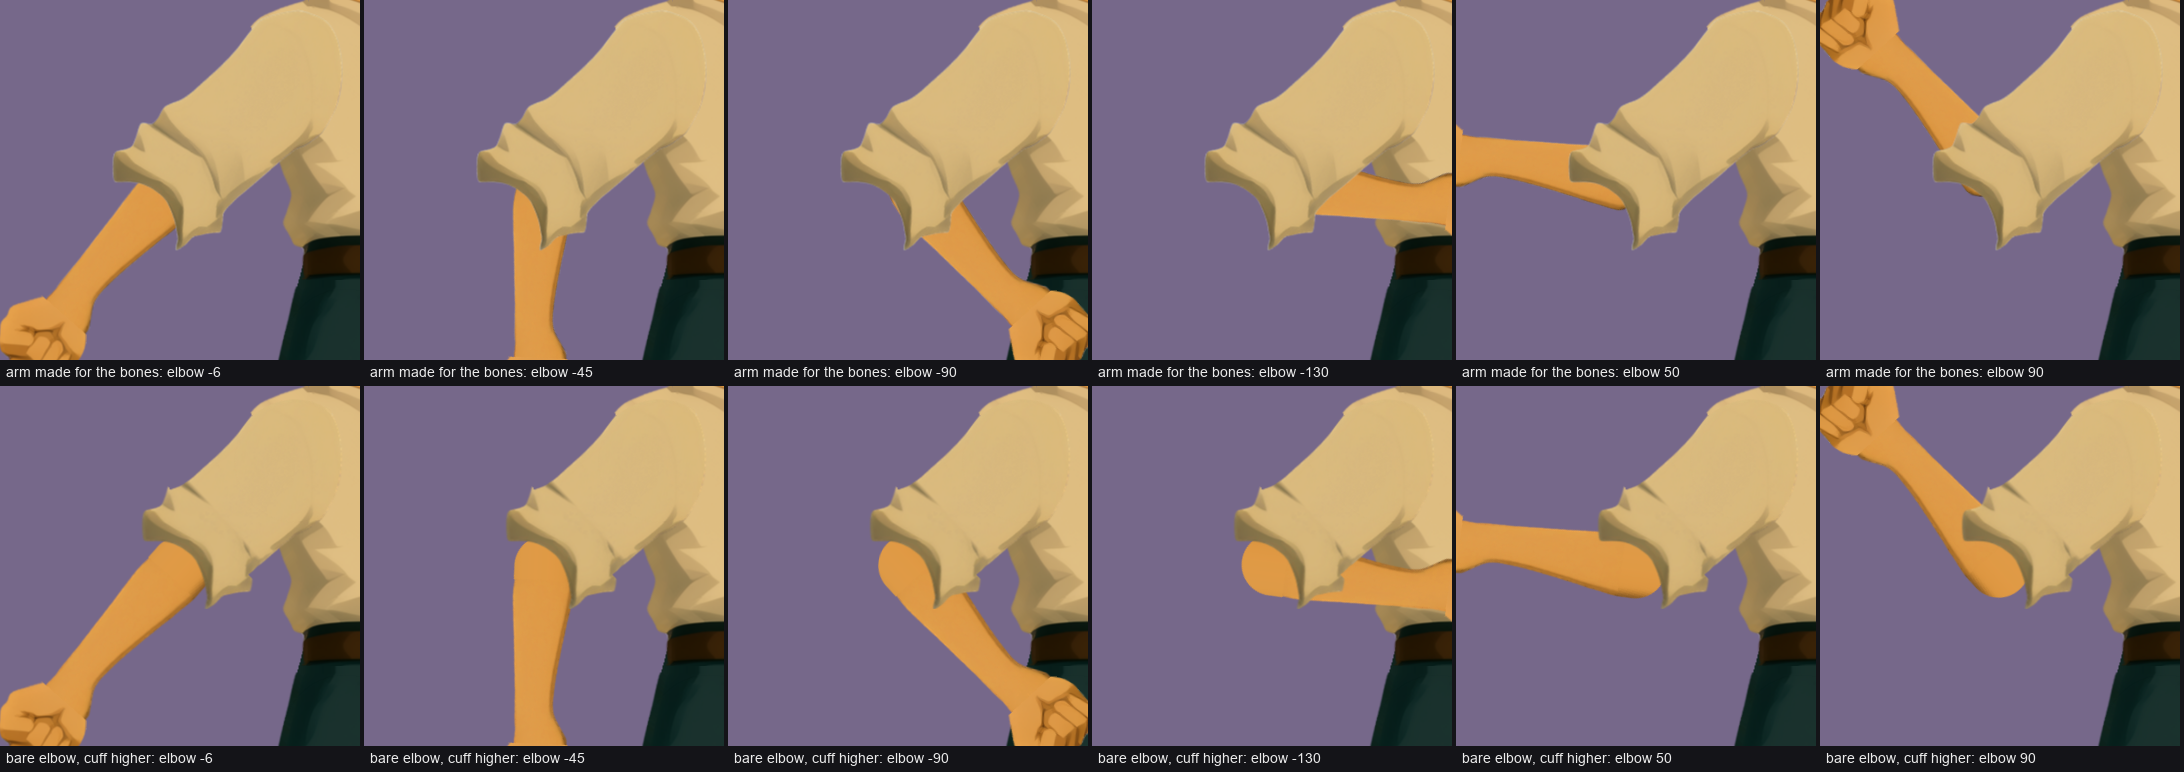 arm made for the bones: elbow -6
arm made for the bones: elbow -45
arm made for the bones: elbow -90
arm made for the bones: elbow -130
arm made for the bones: elbow 50
arm made for the bones: elbow 90
bare elbow, cuff higher: elbow -6
bare elbow, cuff higher: elbow -45
bare elbow, cuff higher: elbow -90
bare elbow, cuff higher: elbow -130
bare elbow, cuff higher: elbow 50
bare elbow, cuff higher: elbow 90